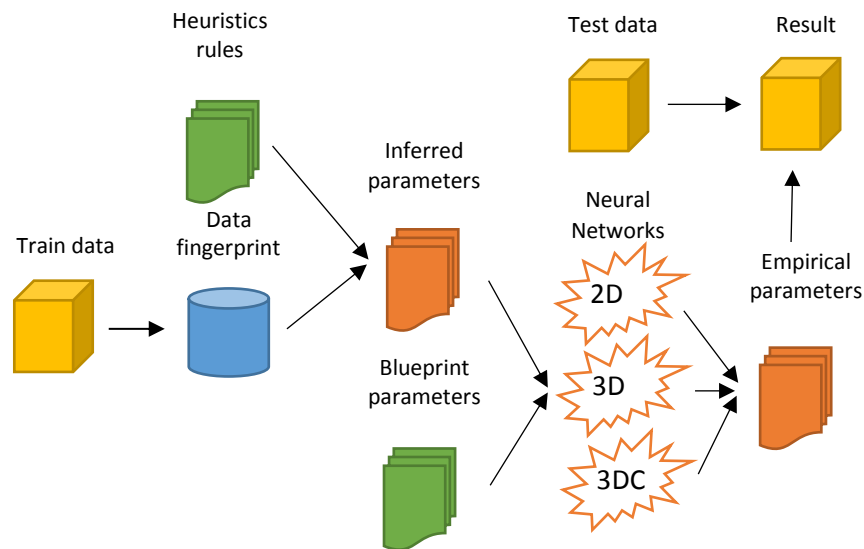 Heuristics
rules
Test data
Result
Inferred
parameters
Neural
Networks
Train data
Data
fingerprint
Empirical
parameters
2D
Blueprint
parameters
3D
3DC